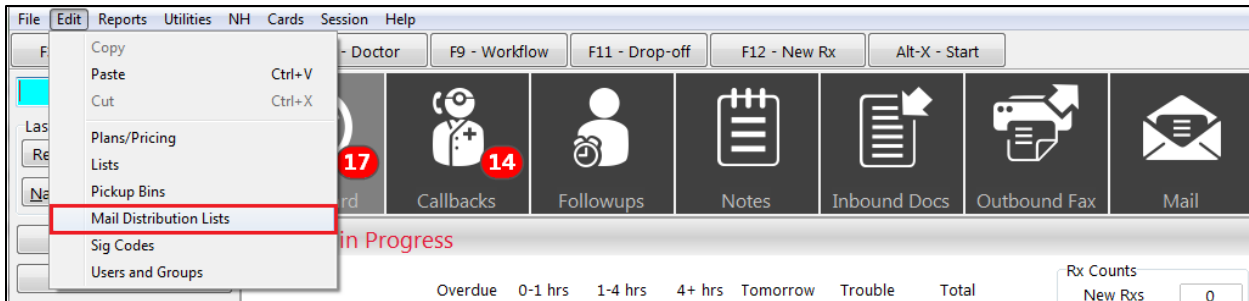 File Edit Reports Utilities NH Cards Session Help
- Doctor F9 - Workflow F11 - Drop-off F12 - New Rx Alt-X - Start
Copy
Paste Ctrl+V
Cut Ctrl+X
Plans/Pricing
Lists
Pickup Bins
Mail Distribution Lists
Sig Codes
Users and Groups
17
14
Callbacks Followups Notes Inbound Docs Outbound Fax Mail
in Progress
Overdue 0-1 hrs 1-4 hrs 4+ hrs Tomorrow Trouble Total
Rx Counts
New Rxs 0